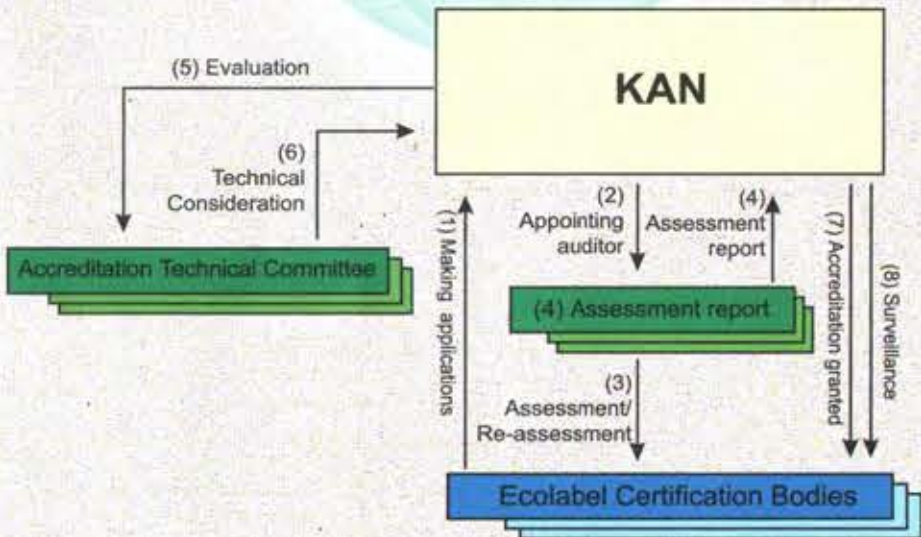 (5) Evaluation
KAN
(6)
Technical
Consideration
(1) Making applications
(2)
Appointing
auditor
(4)
Assessment
report
(7) Accreditation granted
(8) Surveillance
Accreditation Technical Committee
(4) Assessment report
(3)
Assessment/
Re-assessment
Ecolabel Certification Bodies